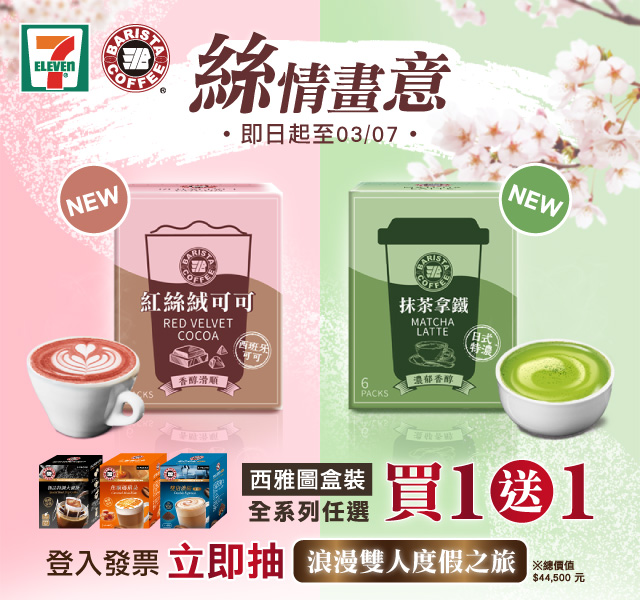 7
ELEVEN
®
BARISTA
COFFEE
®
絲情畫意
•即日起至03/07•
NEW
NEW
BARISTA
COFFEE
紅絲絨可可
RED VELVET
COCOA
西班牙
可可
香醇滑順
BARISTA
COFFEE
抹茶拿鐵
MATCHA
LATTE
日式
特濃
6
PACKS
濃郁香醇
西雅圖盒裝
全系列任選
買1送1
登入發票 立即抽 浪漫雙人度假之旅
※總價值
$44,500 元